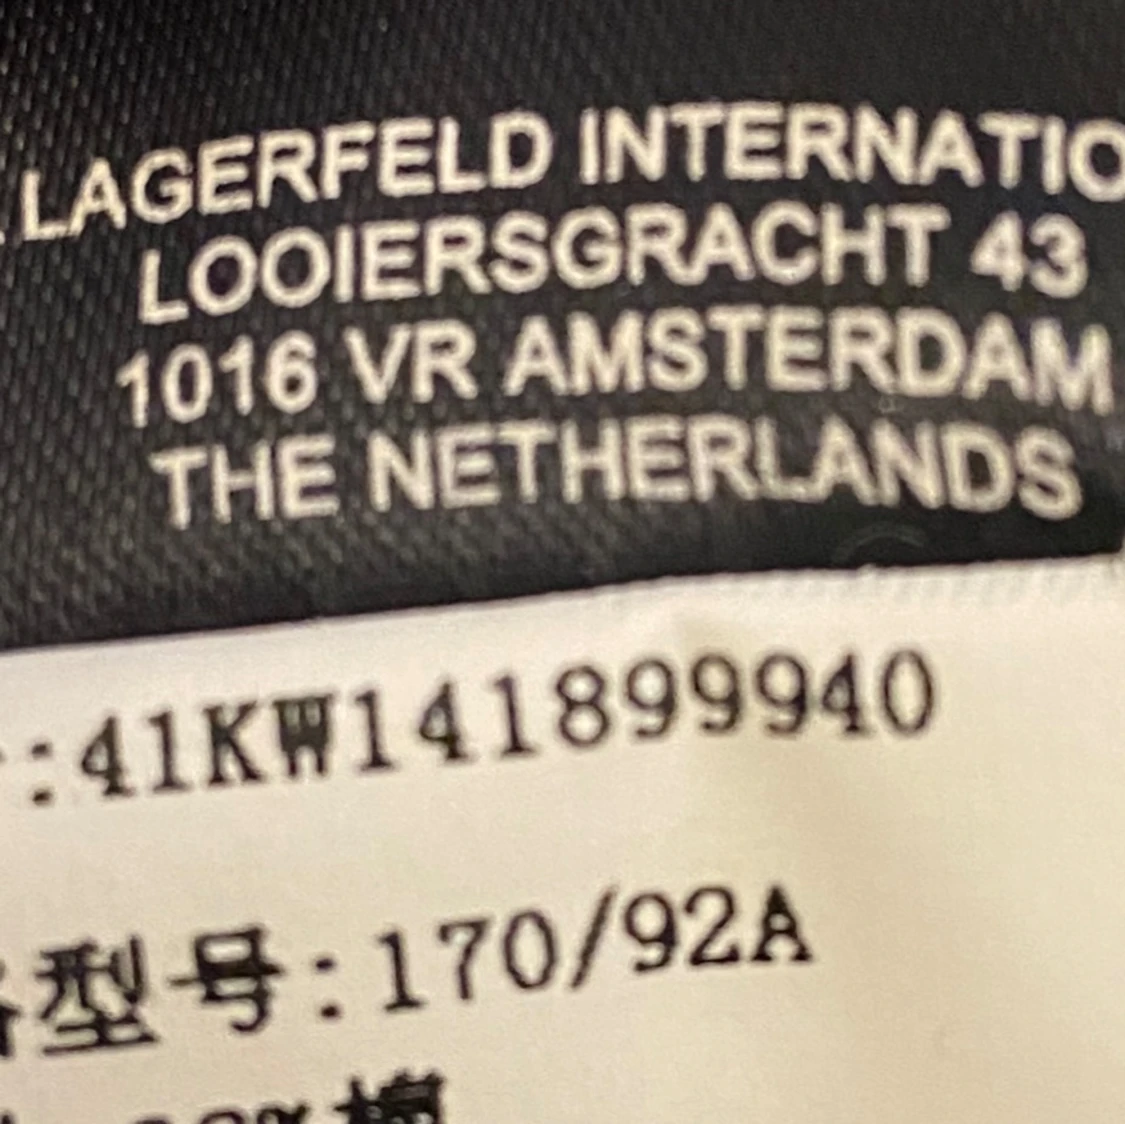 LAGERFELD INTERNATIO
LOOIERSGRACHT 43
1016 VR AMSTERDAM
THE NETHERLANDS
:41KW141899940
型号:170/92A